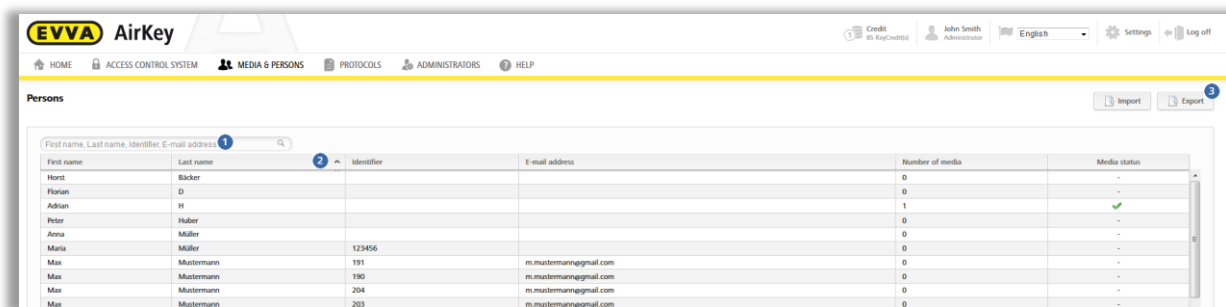 EVVA AirKey
1 Credit 85 KeyCredit(s) John Smith Administrator English Settings Log off
HOME ACCESS CONTROL SYSTEM MEDIA & PERSONS PROTOCOLS ADMINISTRATORS ? HELP
Persons Import Export 3
First name, Last name, Identifier, E-mail address 1
First name Last name 2 Identifier E-mail address Number of media Media status
Horst Bäcker 0 -
Florian D 0 -
Adrian H 1
Peter Huber 0 -
Anna Müller 0 -
Maria Müller 123456 0 -
Max Mustermann 191 m.mustermann@gmail.com 0 -
Max Mustermann 190 m.mustermann@gmail.com 0 -
Max Mustermann 204 m.mustermann@gmail.com 0 -
Max Mustermann 203 m.mustermann@gmail.com 0 -